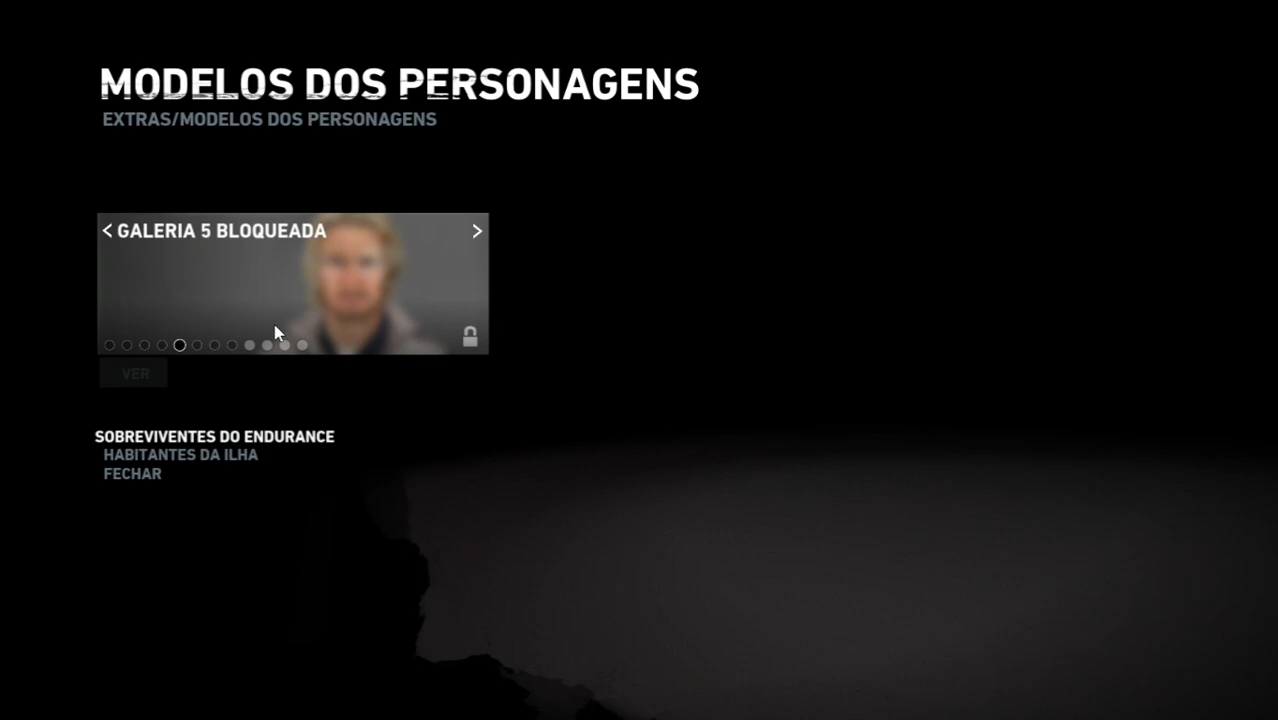 MODELOS DOS PERSONAGENS
EXTRAS/MODELOS DOS PERSONAGENS
< GALERIA 5 BLOQUEADA >
VER
SOBREVIVENTES DO ENDURANCE
HABITANTES DA ILHA
FECHAR